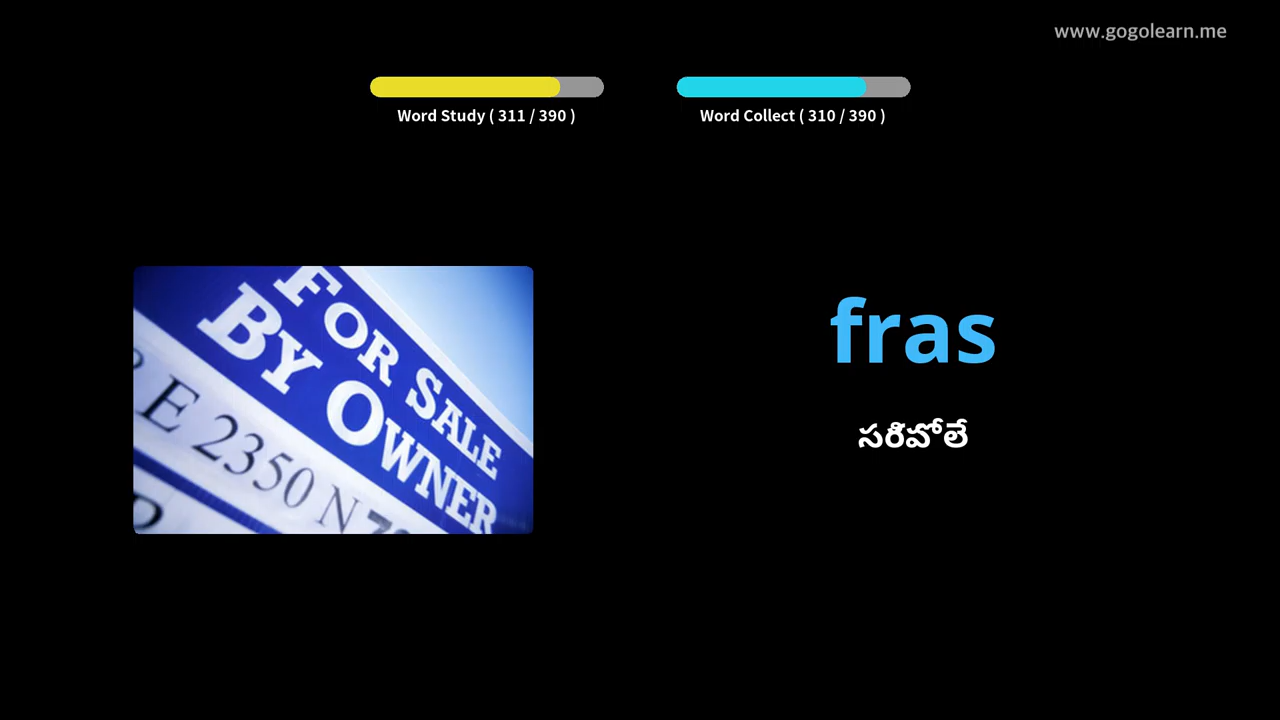 www.gogolearn.me
Word Study ( 311 / 390 )
Word Collect ( 310 / 390 )
FOR SALE
BY OWNER
E 2350 N
fras
సరేపోలే